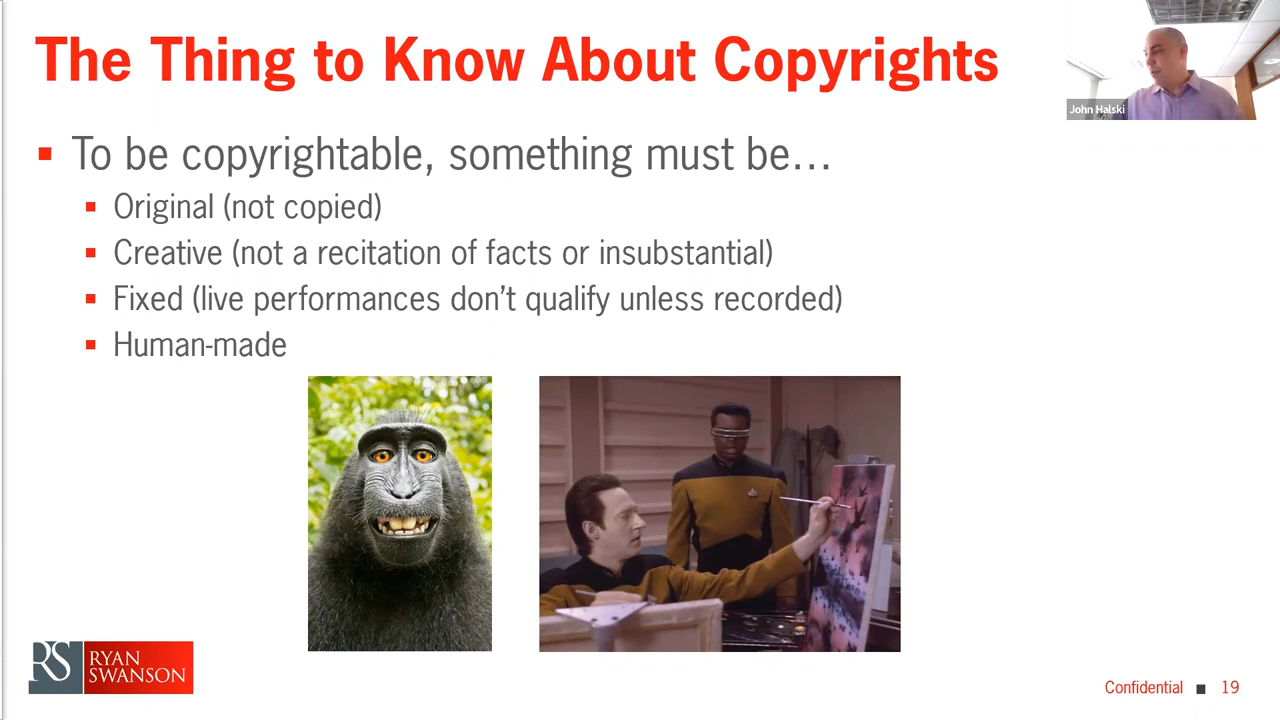 The Thing to Know About Copyrights
John Halski
To be copyrightable, something must be…
Original (not copied)
Creative (not a recitation of facts or insubstantial)
Fixed (live performances don’t qualify unless recorded)
Human-made
RS RYAN
SWANSON
Confidential ■ 19